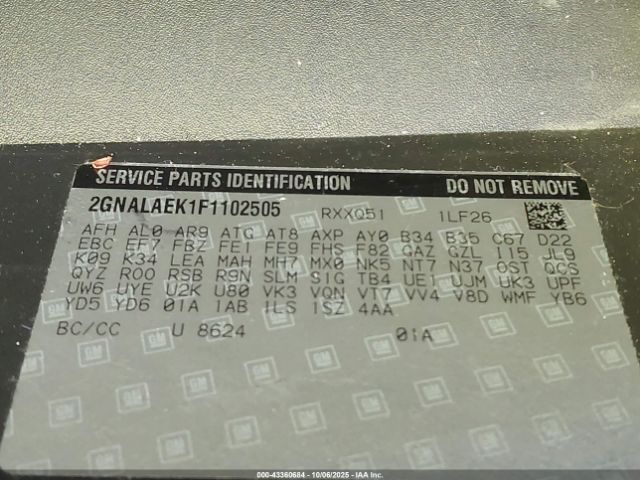 SERVICE PARTS IDENTIFICATION DO NOT REMOVE
2GNALAEK1F1102505 RXXQ51 1LF26
AFH AL0 AR9 ATG AT8 AXP AY0 B34 B35 C67 D22
EBC EF7 FBZ FE1 FE9 FHS F82 GAZ GZL I15 JL9
K09 K34 LEA MAH MH7 MX0 NK5 NT7 N37 OST QCS
QYZ ROO RSB R9N SLM SIG TB4 UE1 UJM UK3 UPF
UW6 UYE U2K U80 VK3 VQN VT7 VV4 V8D WMF YB6
YD5 YD6 01A 1AB 1LS 1SZ 4AA
BC/CC U 8624 01A
000-43360684 10/06/2025 - IAAI.com